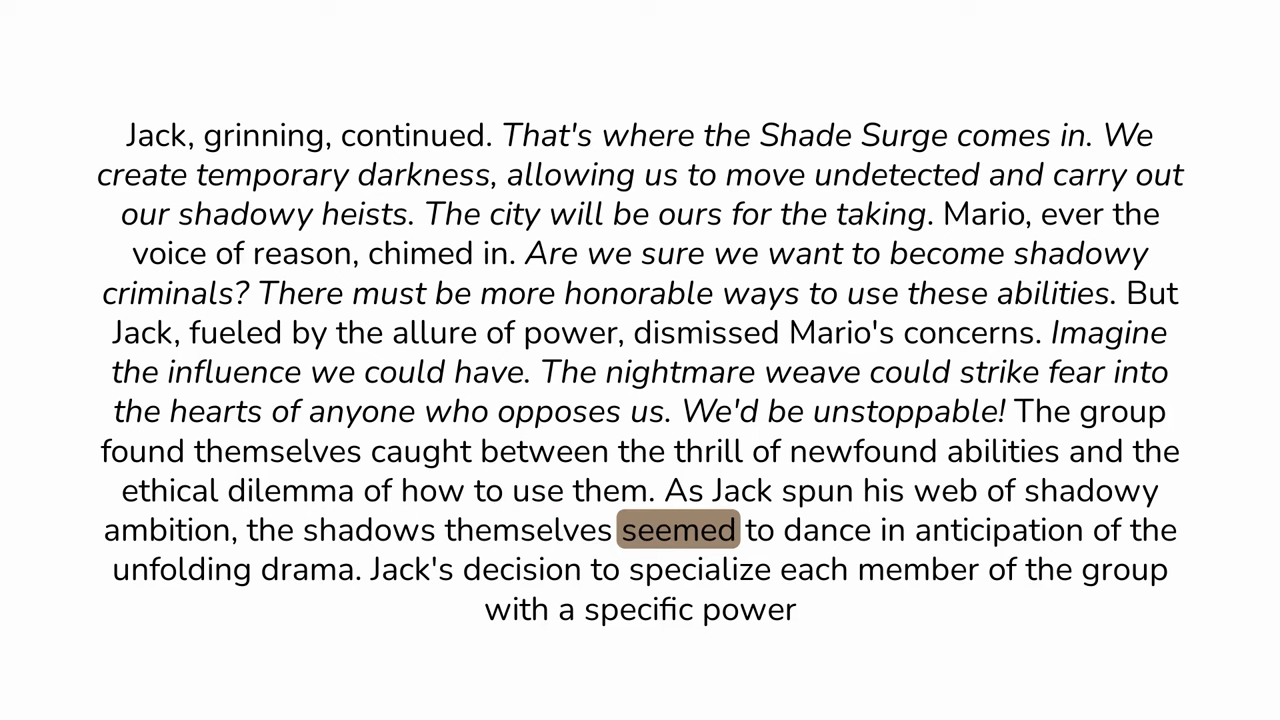 Jack, grinning, continued. That's where the Shade Surge comes in. We
create temporary darkness, allowing us to move undetected and carry out
our shadowy heists. The city will be ours for the taking. Mario, ever the
voice of reason, chimed in. Are we sure we want to become shadowy
criminals? There must be more honorable ways to use these abilities. But
Jack, fueled by the allure of power, dismissed Mario's concerns. Imagine
the influence we could have. The nightmare weave could strike fear into
the hearts of anyone who opposes us. We'd be unstoppable! The group
found themselves caught between the thrill of newfound abilities and the
ethical dilemma of how to use them. As Jack spun his web of shadowy
ambition, the shadows themselves seemed to dance in anticipation of the
unfolding drama. Jack's decision to specialize each member of the group
with a specific power